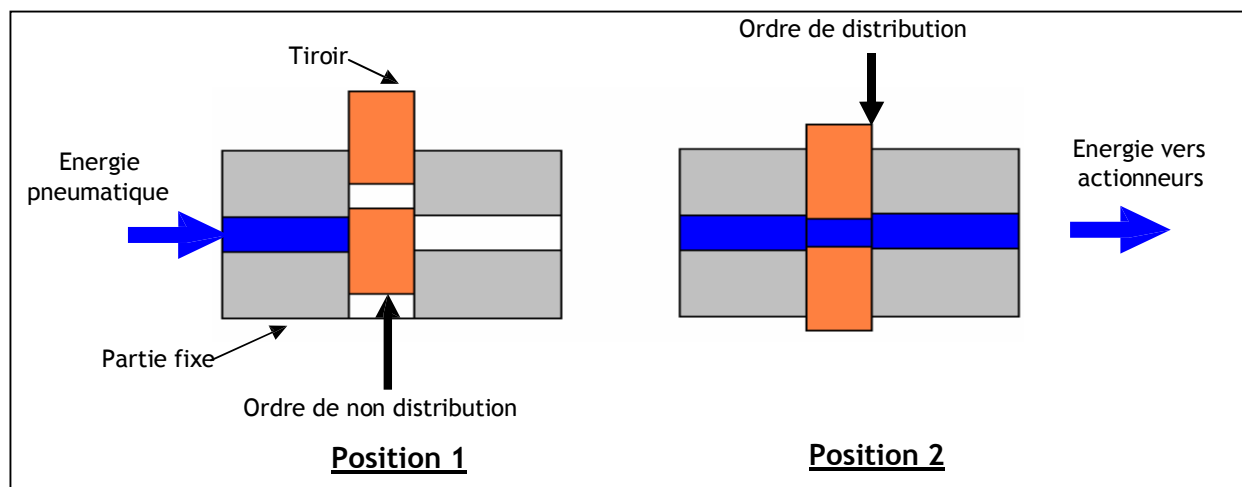 Tiroir
Energie
pneumatique
Partie fixe
Ordre de non distribution
Position 1
Ordre de distribution
Energie vers
actionneurs
Position 2